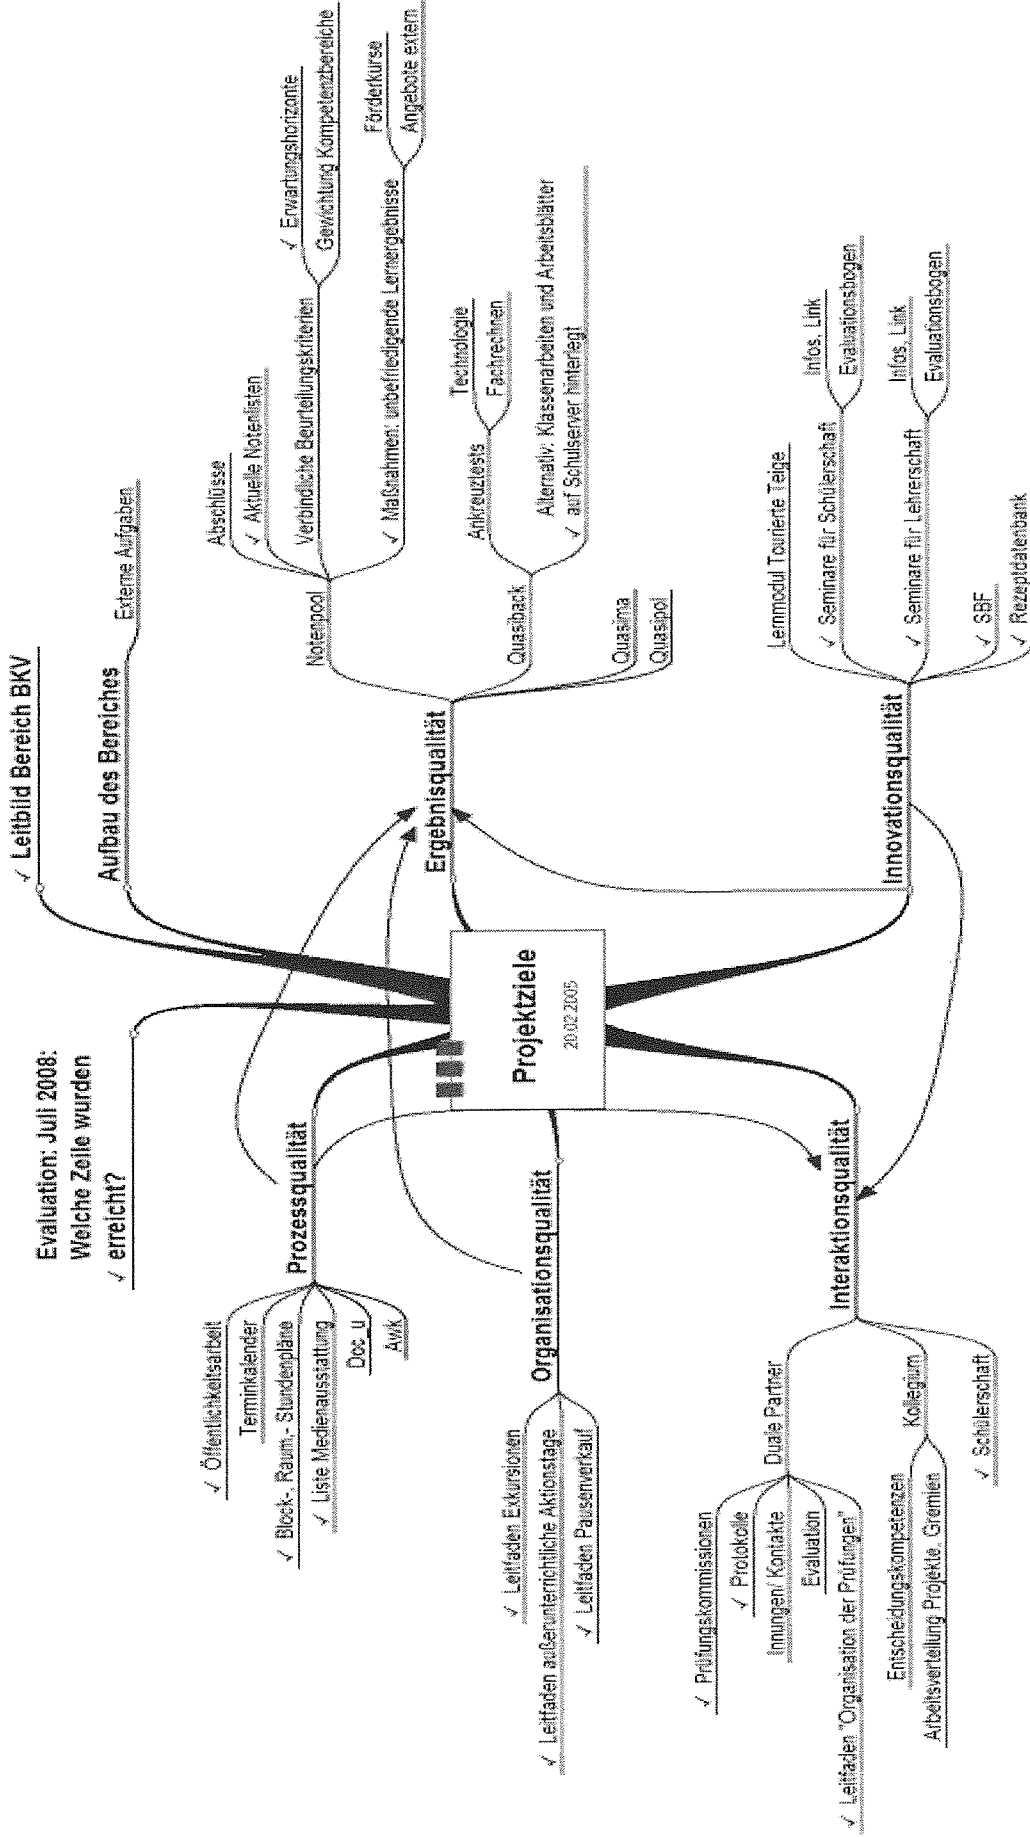 Evaluation: Juli 2008:
Welche Zeile wurden
✓ erreicht?
✓ Leitbild Bereich BKV
Aufbau des Bereiches
Externe Aufgaben
Prozessqualität
✓ Öffentlichkeitsarbeit
Terminkalender
✓ Block-, Raum,- Stundenpläne
✓ Liste Medienausstattung
Doc_u
Awk
Organisationsqualität
✓ Leitfaden Exkursionen
✓ Leitfaden außerunterrichtliche Aktionstage
✓ Leitfaden Pausenverkauf
Projektziele
20.02.2005
Ergebnisqualität
Notenpool
Abschlüsse
✓ Aktuelle Notenlisten
Verbindliche Beurteilungskriterien
✓ Erwartungshorizonte
Gewichtung Kompetenzbereiche
✓ Maßnahmen: unbefriedigende Lernergebnisse
Förderkurse
Angebote extern
Quasiback
Ankreuztests
Technologie
Fachrechnen
Alternativ: Klassenarbeiten und Arbeitsblätter
✓ auf Schulserver hinterlegt
Quasima
Quasipol
Interaktionsqualität
Duale Partner
✓ Prüfungskommissionen
✓ Protokolle
Innungen/ Kontakte
Evaluation
✓ Leitfaden "Organisation der Prüfungen"
Kollegium
Entscheidungskompetenzen
Arbeitsverteilung Projekte, Gremien
✓ Schülerschaft
Innovationsqualität
Lernmodul Tourierte Teige
✓ Seminare für Schülerschaft
Infos, Link
Evaluationsbogen
✓ Seminare für Lehrerschaft
Infos, Link
Evaluationsbogen
✓ SBF
✓ Rezeptdatenbank